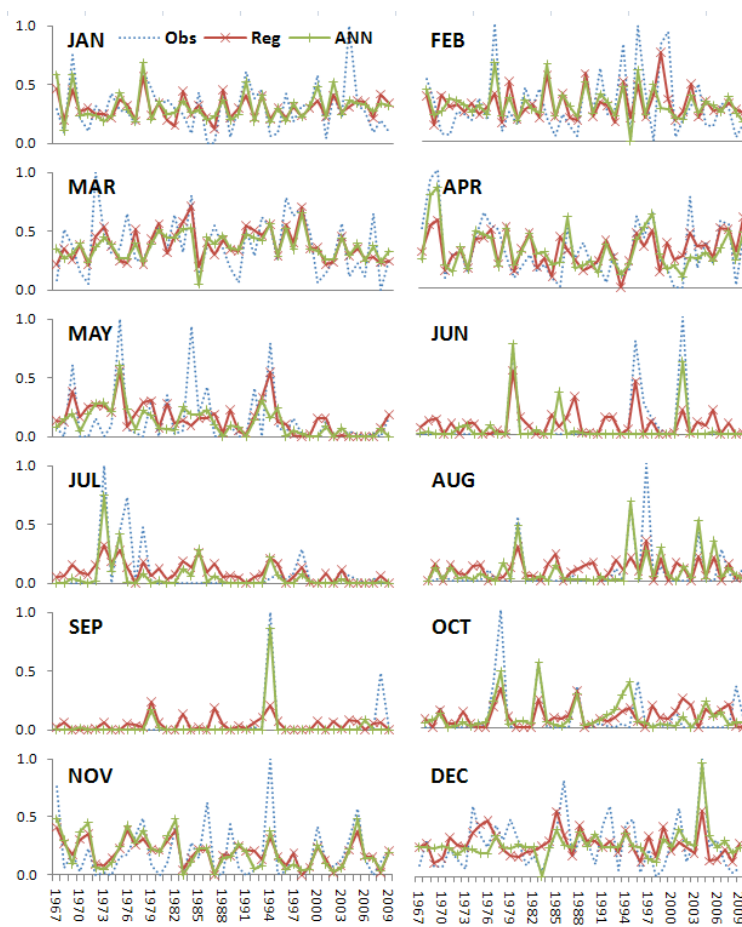 JAN Obs Reg ANN FEB
1.0
0.5
0.0
MAR APR
1.0
0.5
0.0
MAY JUN
1.0
0.5
0.0
JUL AUG
1.0
0.5
0.0
SEP OCT
1.0
0.5
0.0
NOV DEC
1.0
0.5
0.0
1967 1970 1973 1976 1979 1982 1985 1988 1991 1994 1997 2000 2003 2006 2009 1967 1970 1973 1976 1979 1982 1985 1988 1991 1994 1997 2000 2003 2006 2009